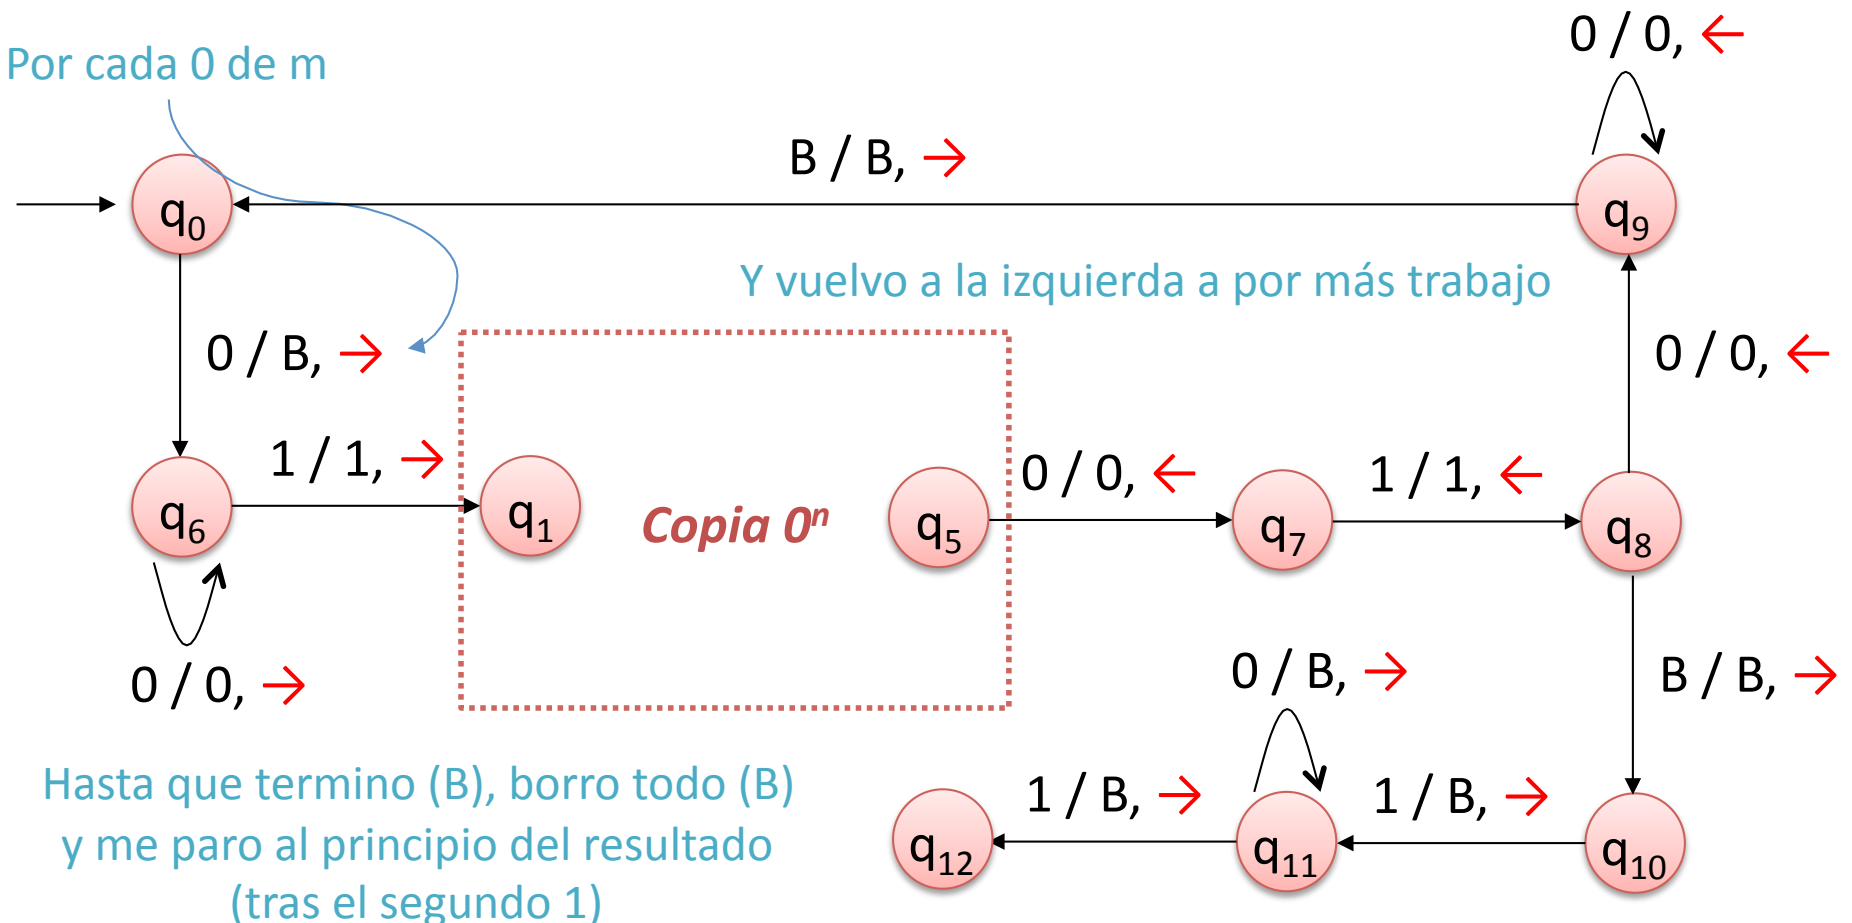 0 / 0, ←
Por cada 0 de m
B / B, →
q0
q9
Y vuelvo a la izquierda a por más trabajo
0 / B, →
0 / 0, ←
1 / 1, →
0 / 0, ←
1 / 1, ←
q6
q1
Copia 0ⁿ
q5
q7
q8
0 / 0, →
0 / B, →
B / B, →
Hasta que termino (B), borro todo (B)
y me paro al principio del resultado
(tras el segundo 1)
1 / B, →
1 / B, →
q12
q11
q10